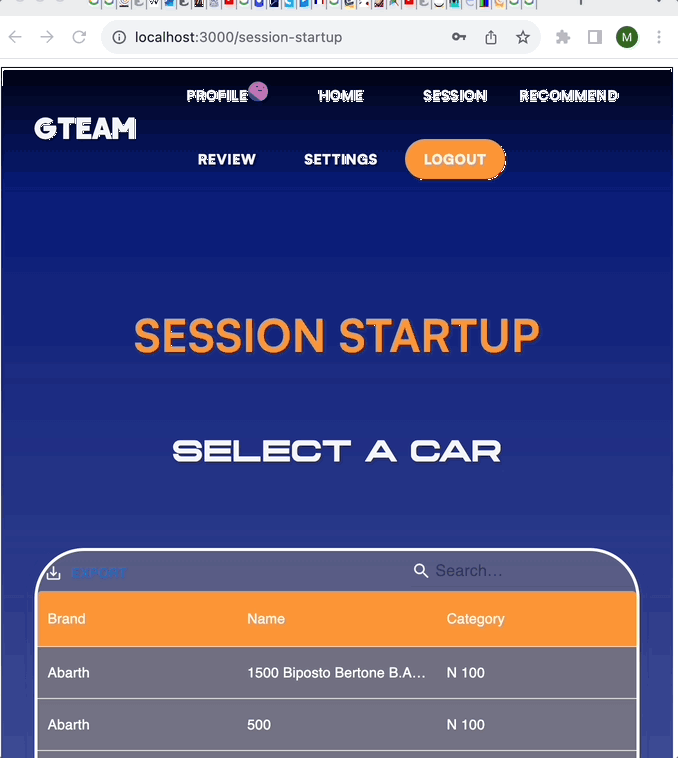 localhost:3000/session-startup
M
PROFILE HOME SESSION RECOMMEND
GTEAM
REVIEW SETTINGS LOGOUT
SESSION STARTUP
SELECT A CAR
EXPORT Search...
Brand Name Category
Abarth 1500 Biposto Bertone B.A... N 100
Abarth 500 N 100